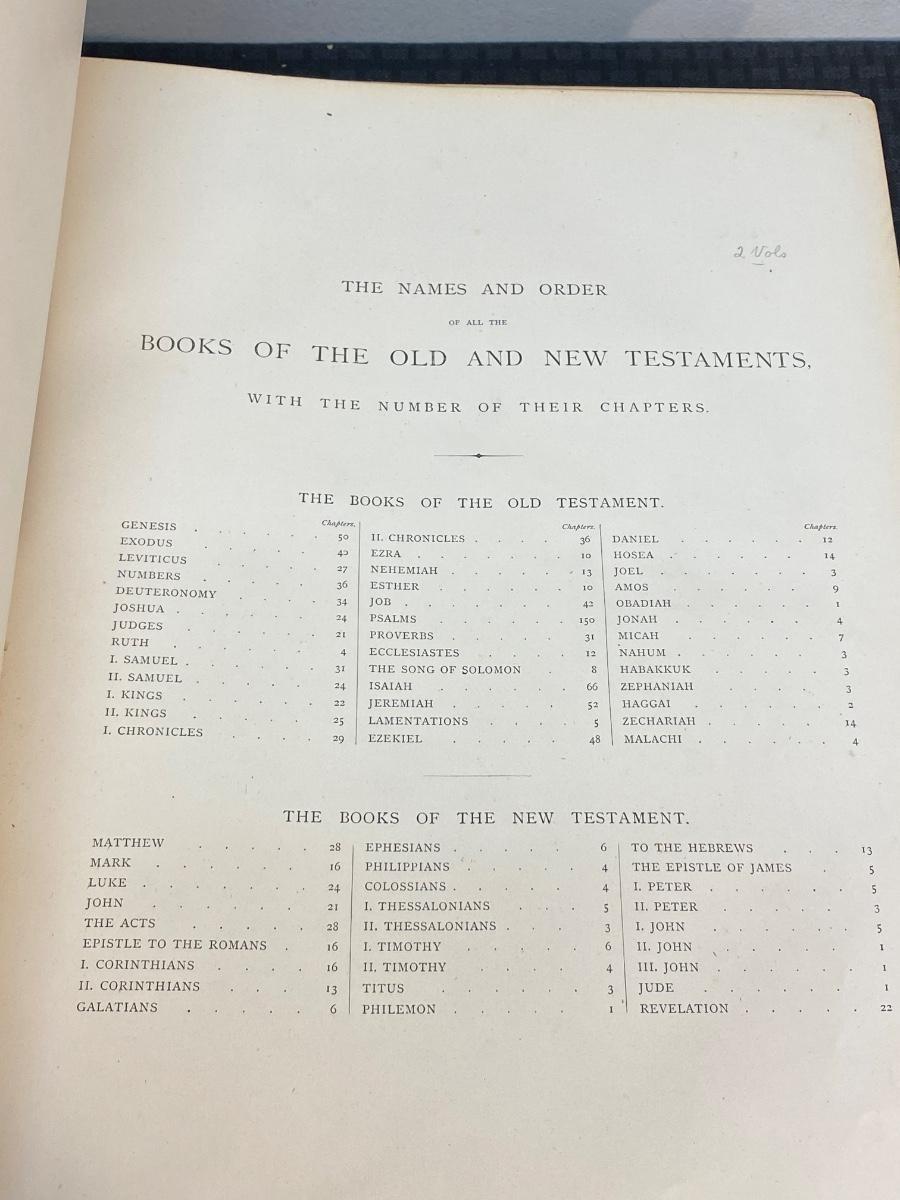 2 Vols
THE NAMES AND ORDER
OF ALL THE
BOOKS OF THE OLD AND NEW TESTAMENTS,
WITH THE NUMBER OF THEIR CHAPTERS.
THE BOOKS OF THE OLD TESTAMENT.
Chapters.
GENESIS . . . . . 50
EXODUS . . . . . 40
LEVITICUS . . . . 27
NUMBERS . . . . 36
DEUTERONOMY . . . 34
JOSHUA . . . . . 24
JUDGES . . . . . 21
RUTH . . . . . 4
I. SAMUEL . . . . . 31
II. SAMUEL . . . . . 24
I. KINGS . . . . . 22
II. KINGS . . . . . 25
I. CHRONICLES . . . . 29
Chapters.
II. CHRONICLES . . . . 36
EZRA . . . . . 10
NEHEMIAH . . . . . 13
ESTHER . . . . . 10
JOB . . . . . 42
PSALMS . . . . . 150
PROVERBS . . . . . 31
ECCLESIASTES . . . . 12
THE SONG OF SOLOMON . 8
ISAIAH . . . . . 66
JEREMIAH . . . . . 52
LAMENTATIONS . . . . 5
EZEKIEL . . . . . 48
Chapters.
DANIEL . . . . . 12
HOSEA . . . . . 14
JOEL . . . . . 3
AMOS . . . . . 9
OBADIAH . . . . . 1
JONAH . . . . . 4
MICAH . . . . . 7
NAHUM . . . . . 3
HABAKKUK . . . . 3
ZEPHANIAH . . . . 3
HAGGAI . . . . . 2
ZECHARIAH . . . . . 14
MALACHI . . . . . 4
THE BOOKS OF THE NEW TESTAMENT.
MATTHEW . . . . . 28
MARK . . . . . 16
LUKE . . . . . 24
JOHN . . . . . 21
THE ACTS . . . . . 28
EPISTLE TO THE ROMANS . 16
I. CORINTHIANS . . . . 16
II. CORINTHIANS . . . 13
GALATIANS . . . . . 6
EPHESIANS . . . . . 6
PHILIPPIANS . . . . . 4
COLOSSIANS . . . . . 4
I. THESSALONIANS . . . 5
II. THESSALONIANS . . . 3
I. TIMOTHY . . . . 6
II. TIMOTHY . . . . 4
TITUS . . . . . 3
PHILEMON . . . . . 1
TO THE HEBREWS . . . 13
THE EPISTLE OF JAMES . 5
I. PETER . . . . . 5
II. PETER . . . . . 3
I. JOHN . . . . . 5
II. JOHN . . . . . 1
III. JOHN . . . . . 1
JUDE . . . . . 1
REVELATION . . . . . 22